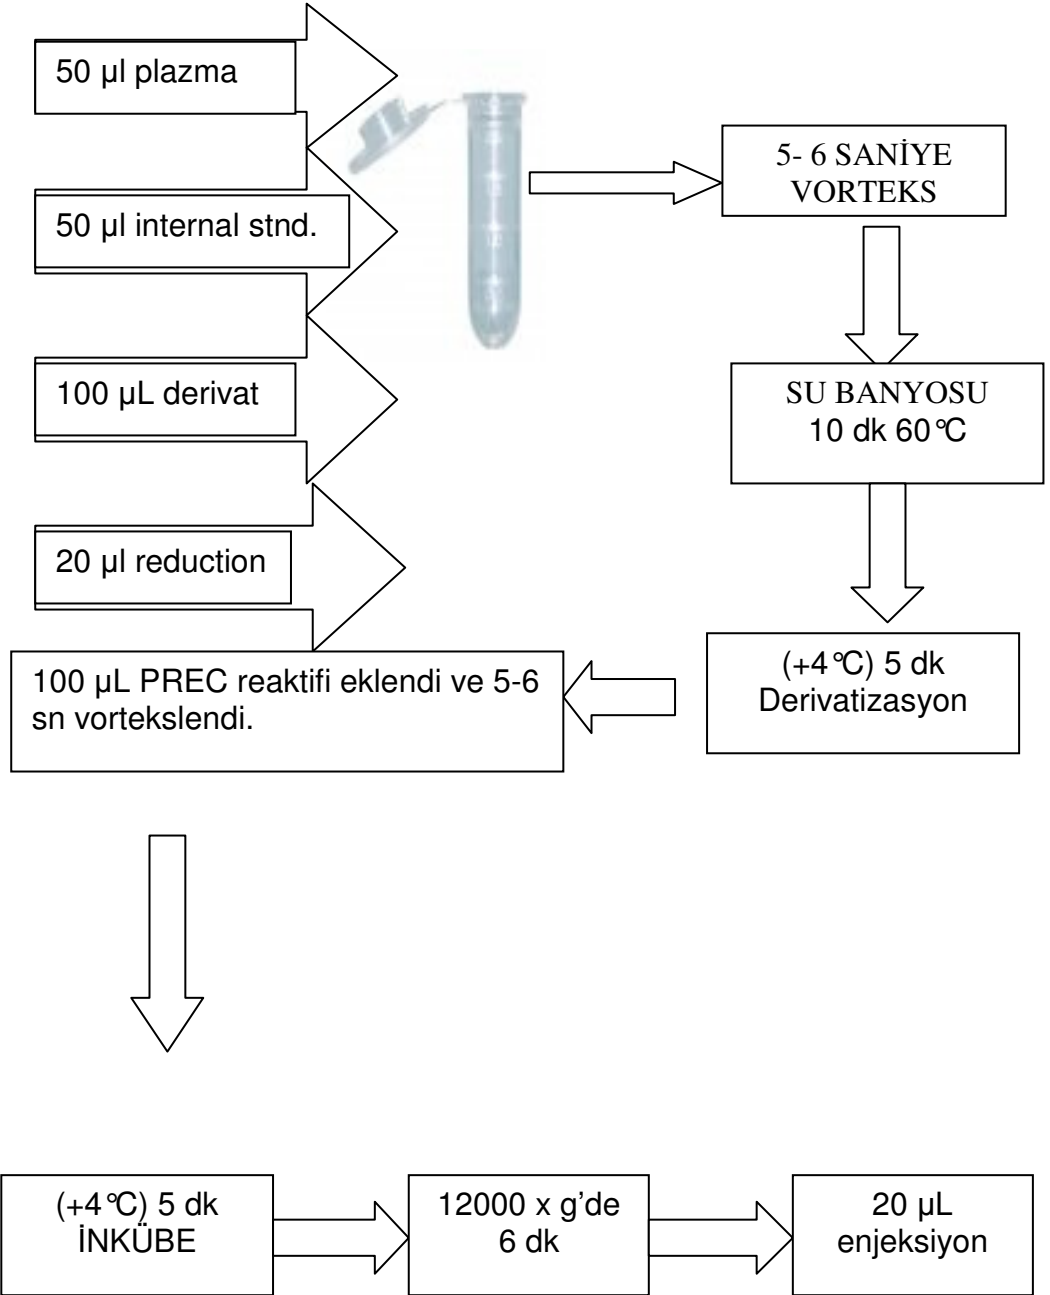 50 µl plazma
50 µl internal stnd.
100 µL derivat
20 µl reduction
5- 6 SANİYE
VORTEKS
SU BANYOSU
10 dk 60°C
(+4°C) 5 dk
Derivatizasyon
100 µL PREC reaktifi eklendi ve 5-6
sn vortekslendi.
(+4°C) 5 dk
İNKÜBE
12000 x g’de
6 dk
20 µL
enjeksiyon